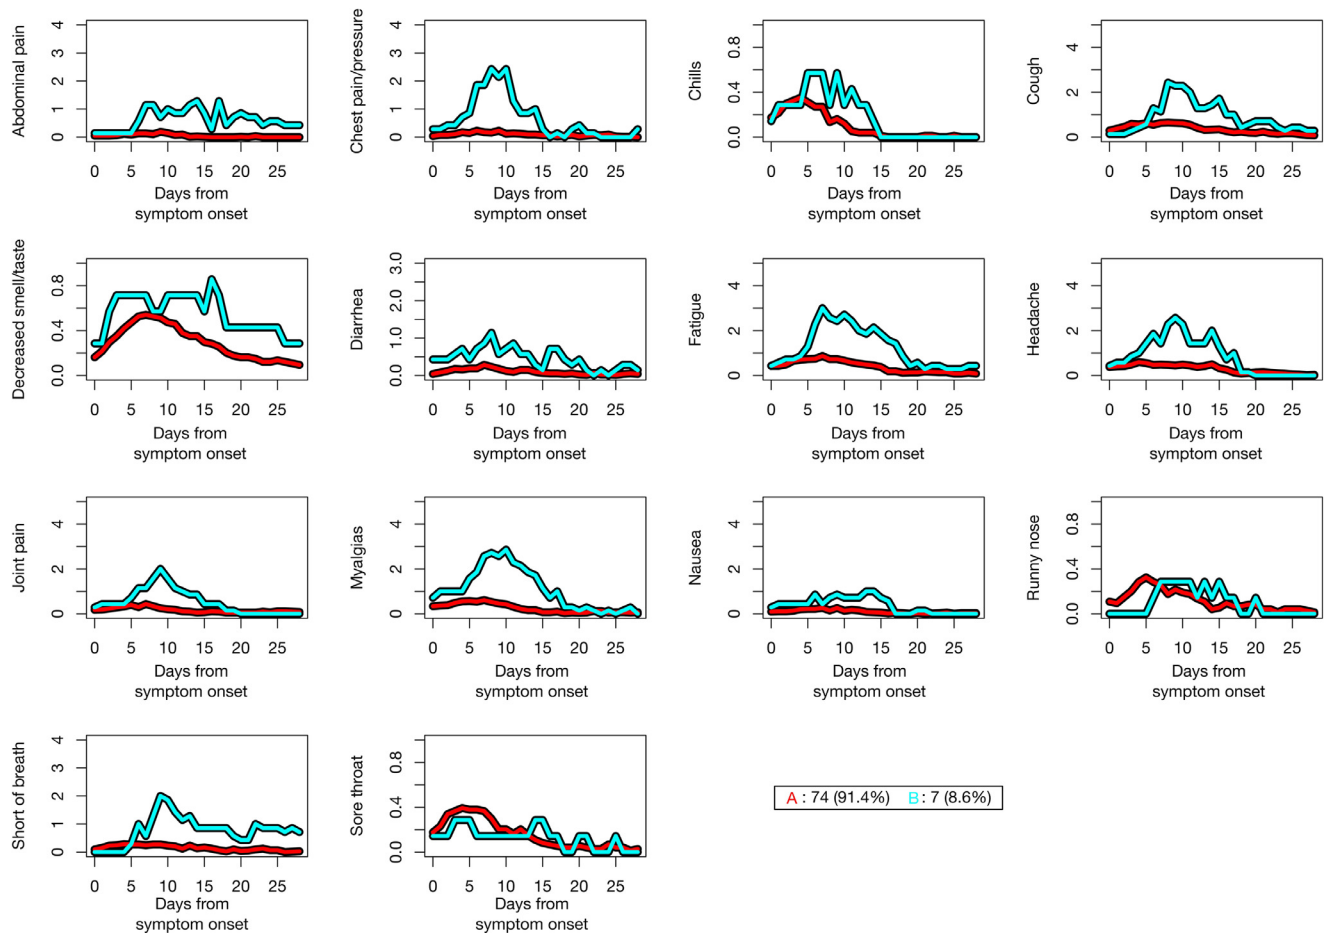 Abdominal pain
4
3
2
1
0
0 5 10 15 20 25
Days from
symptom onset
Chest pain/pressure
4
3
2
1
0
0 5 10 15 20 25
Days from
symptom onset
Chills
0.8
0.4
0.0
0 5 10 15 20 25
Days from
symptom onset
Cough
4
2
0
0 5 10 15 20 25
Days from
symptom onset
Decreased smell/taste
0.8
0.4
0.0
0 5 10 15 20 25
Days from
symptom onset
Diarrhea
3.0
2.0
1.0
0.0
0 5 10 15 20 25
Days from
symptom onset
Fatigue
4
2
0
0 5 10 15 20 25
Days from
symptom onset
Headache
4
2
0
0 5 10 15 20 25
Days from
symptom onset
Joint pain
4
2
0
0 5 10 15 20 25
Days from
symptom onset
Myalgias
4
2
0
0 5 10 15 20 25
Days from
symptom onset
Nausea
4
2
0
0 5 10 15 20 25
Days from
symptom onset
Runny nose
0.8
0.4
0.0
0 5 10 15 20 25
Days from
symptom onset
Short of breath
4
3
2
1
0
0 5 10 15 20 25
Days from
symptom onset
Sore throat
0.8
0.4
0.0
0 5 10 15 20 25
Days from
symptom onset
A : 74 (91.4%) B : 7 (8.6%)